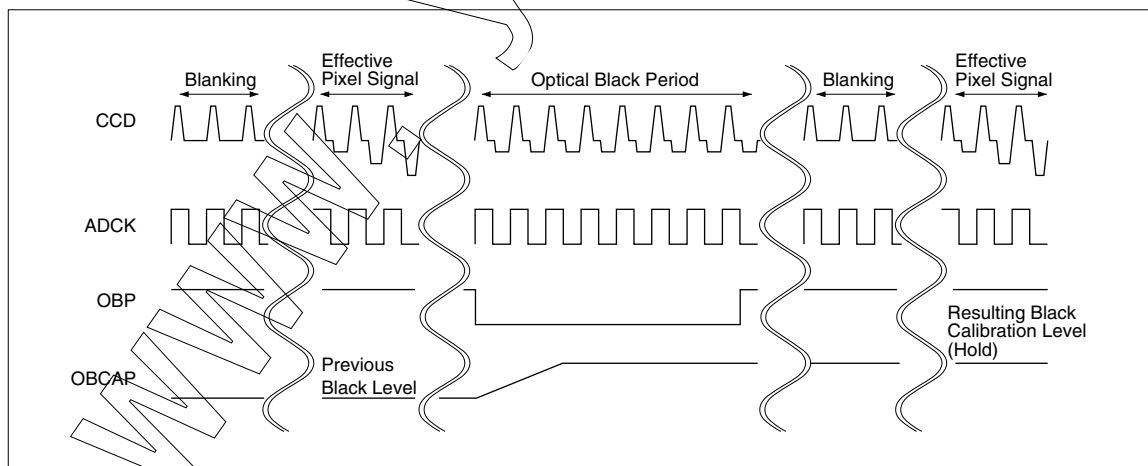 Blanking
Effective
Pixel Signal
Optical Black Period
Blanking
Effective
Pixel Signal
CCD
ADCK
OBP
Resulting Black
Calibration Level
(Hold)
OBCAP
Previous
Black Level